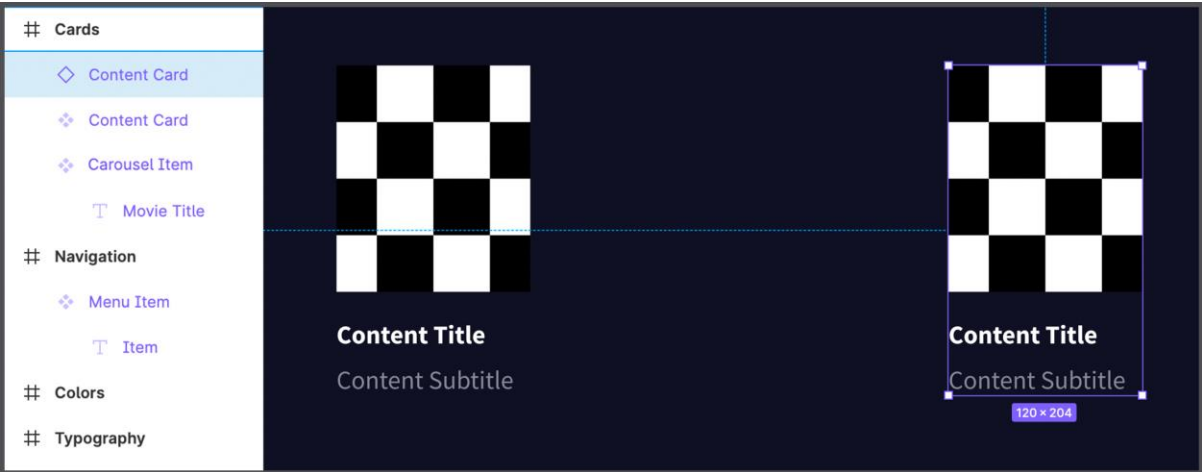 Cards
Content Card
Content Card
Carousel Item
Movie Title
Navigation
Menu Item
Item
Colors
Typography
Content Title
Content Subtitle
Content Title
Content Subtitle
120 × 204